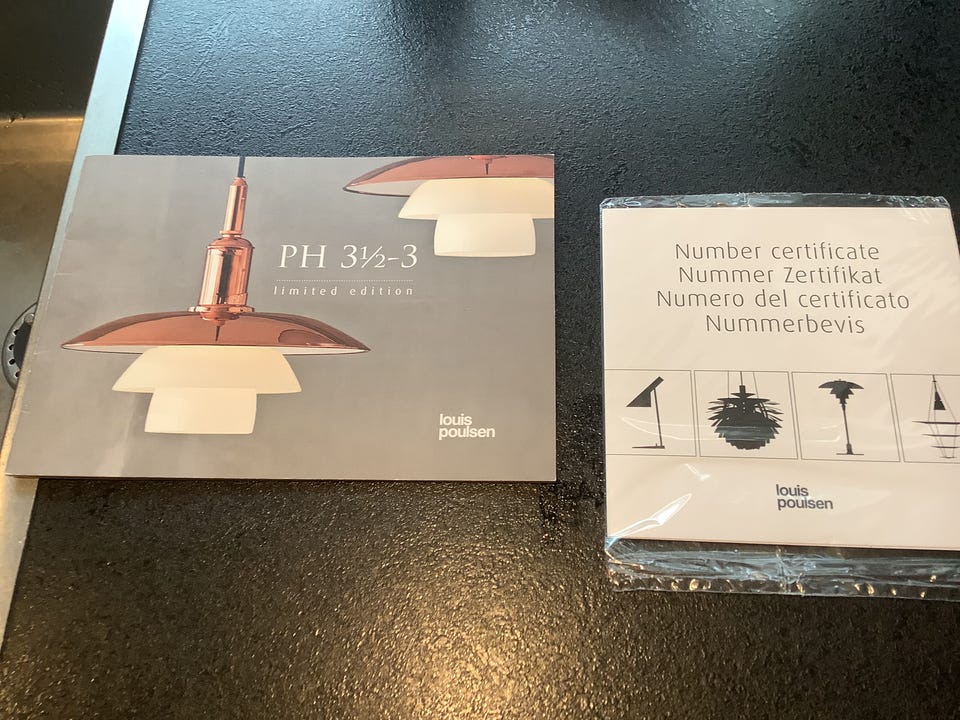 PH 3½-3
limited edition
louis
poulsen
Number certificate
Nummer Zertifikat
Numero del certificato
Nummerbevis
louis
poulsen